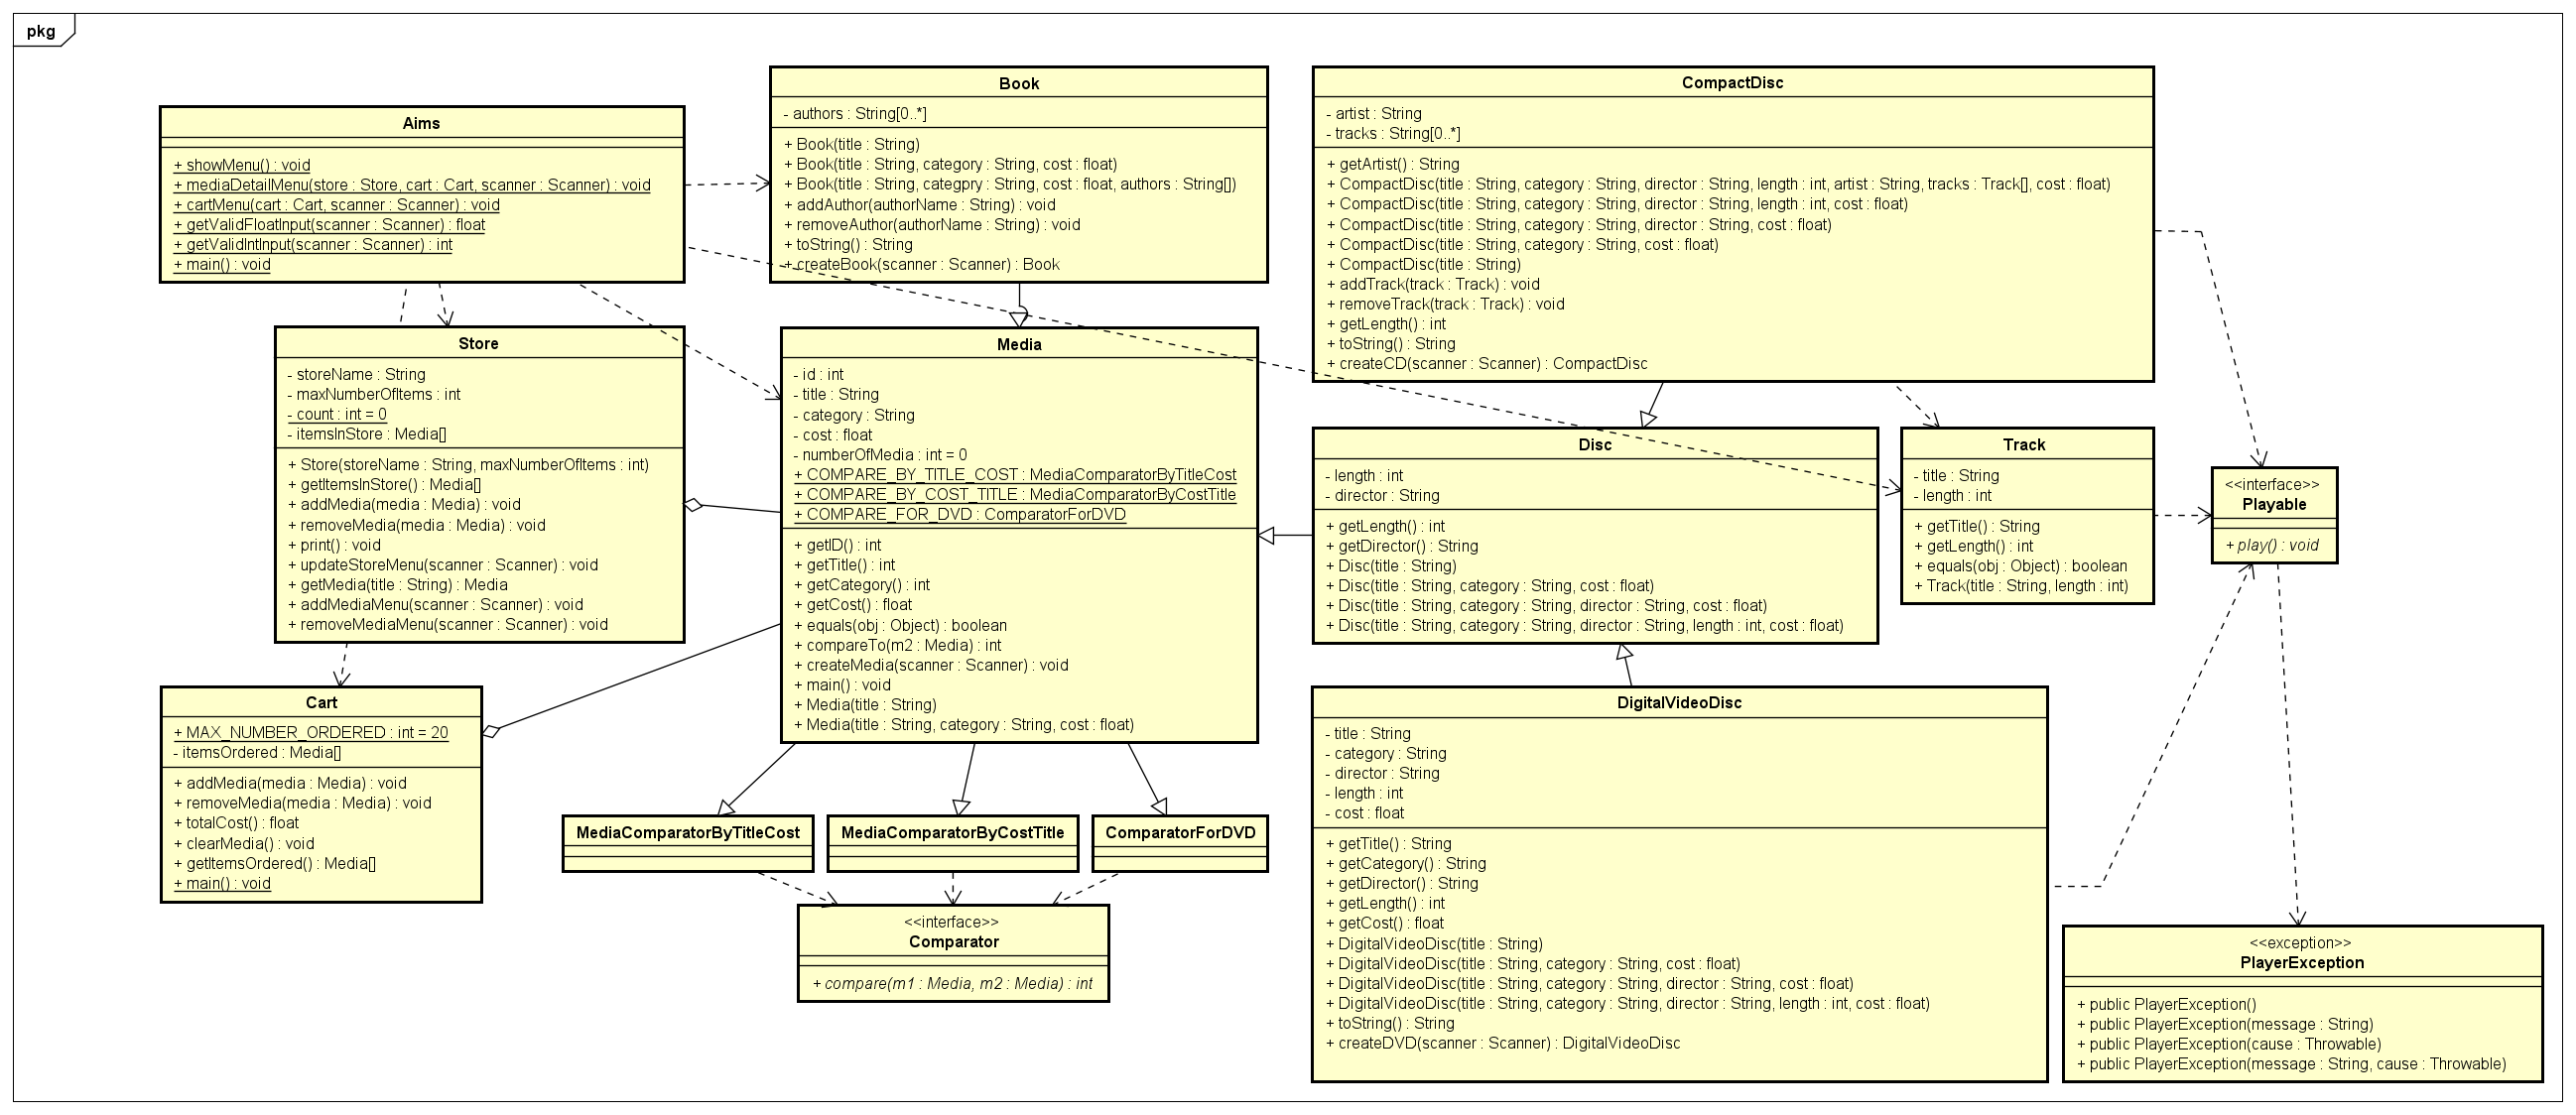 pkg
Aims
+ showMenu() : void
+ mediaDetailMenu(store : Store, cart : Cart, scanner : Scanner) : void
+ cartMenu(cart : Cart, scanner : Scanner) : void
+ getValidFloatInput(scanner : Scanner) : float
+ getValidIntInput(scanner : Scanner) : int
+ main() : void
Book
- authors : String[0..*]
+ Book(title : String)
+ Book(title : String, category : String, cost : float)
+ Book(title : String, categpry : String, cost : float, authors : String[])
+ addAuthor(authorName : String) : void
+ removeAuthor(authorName : String) : void
+ toString() : String
+ createBook(scanner : Scanner) : Book
CompactDisc
- artist : String
- tracks : String[0..*]
+ getArtist() : String
+ CompactDisc(title : String, category : String, director : String, length : int, artist : String, tracks : Track[], cost : float)
+ CompactDisc(title : String, category : String, director : String, length : int, cost : float)
+ CompactDisc(title : String, category : String, director : String, cost : float)
+ CompactDisc(title : String, category : String, cost : float)
+ CompactDisc(title : String)
+ addTrack(track : Track) : void
+ removeTrack(track : Track) : void
+ getLength() : int
+ toString() : String
+ createCD(scanner : Scanner) : CompactDisc
Store
- storeName : String
- maxNumberOfItems : int
- count : int = 0
- itemsInStore : Media[]
+ Store(storeName : String, maxNumberOfItems : int)
+ getItemsInStore() : Media[]
+ addMedia(media : Media) : void
+ removeMedia(media : Media) : void
+ print() : void
+ updateStoreMenu(scanner : Scanner) : void
+ getMedia(title : String) : Media
+ addMediaMenu(scanner : Scanner) : void
+ removeMediaMenu(scanner : Scanner) : void
Media
- id : int
- title : String
- category : String
- cost : float
- numberOfMedia : int = 0
+ COMPARE_BY_TITLE_COST : MediaComparatorByTitleCost
+ COMPARE_BY_COST_TITLE : MediaComparatorByCostTitle
+ COMPARE_FOR_DVD : ComparatorForDVD
+ getID() : int
+ getTitle() : int
+ getCategory() : int
+ getCost() : float
+ equals(obj : Object) : boolean
+ compareTo(m2 : Media) : int
+ createMedia(scanner : Scanner) : void
+ main() : void
+ Media(title : String)
+ Media(title : String, category : String, cost : float)
Disc
- length : int
- director : String
+ getLength() : int
+ getDirector() : String
+ Disc(title : String)
+ Disc(title : String, category : String, cost : float)
+ Disc(title : String, category : String, director : String, cost : float)
+ Disc(title : String, category : String, director : String, length : int, cost : float)
Track
- title : String
- length : int
+ getTitle() : String
+ getLength() : int
+ equals(obj : Object) : boolean
+ Track(title : String, length : int)
<<interface>>
Playable
+ play() : void
Cart
+ MAX_NUMBER_ORDERED : int = 20
- itemsOrdered : Media[]
+ addMedia(media : Media) : void
+ removeMedia(media : Media) : void
+ totalCost() : float
+ clearMedia() : void
+ getItemsOrdered() : Media[]
+ main() : void
MediaComparatorByTitleCost
MediaComparatorByCostTitle
ComparatorForDVD
<<interface>>
Comparator
+ compare(m1 : Media, m2 : Media) : int
DigitalVideoDisc
- title : String
- category : String
- director : String
- length : int
- cost : float
+ getTitle() : String
+ getCategory() : String
+ getDirector() : String
+ getLength() : int
+ getCost() : float
+ DigitalVideoDisc(title : String)
+ DigitalVideoDisc(title : String, category : String, cost : float)
+ DigitalVideoDisc(title : String, category : String, director : String, cost : float)
+ DigitalVideoDisc(title : String, category : String, director : String, length : int, cost : float)
+ toString() : String
+ createDVD(scanner : Scanner) : DigitalVideoDisc
<<exception>>
PlayerException
+ public PlayerException()
+ public PlayerException(message : String)
+ public PlayerException(cause : Throwable)
+ public PlayerException(message : String, cause : Throwable)